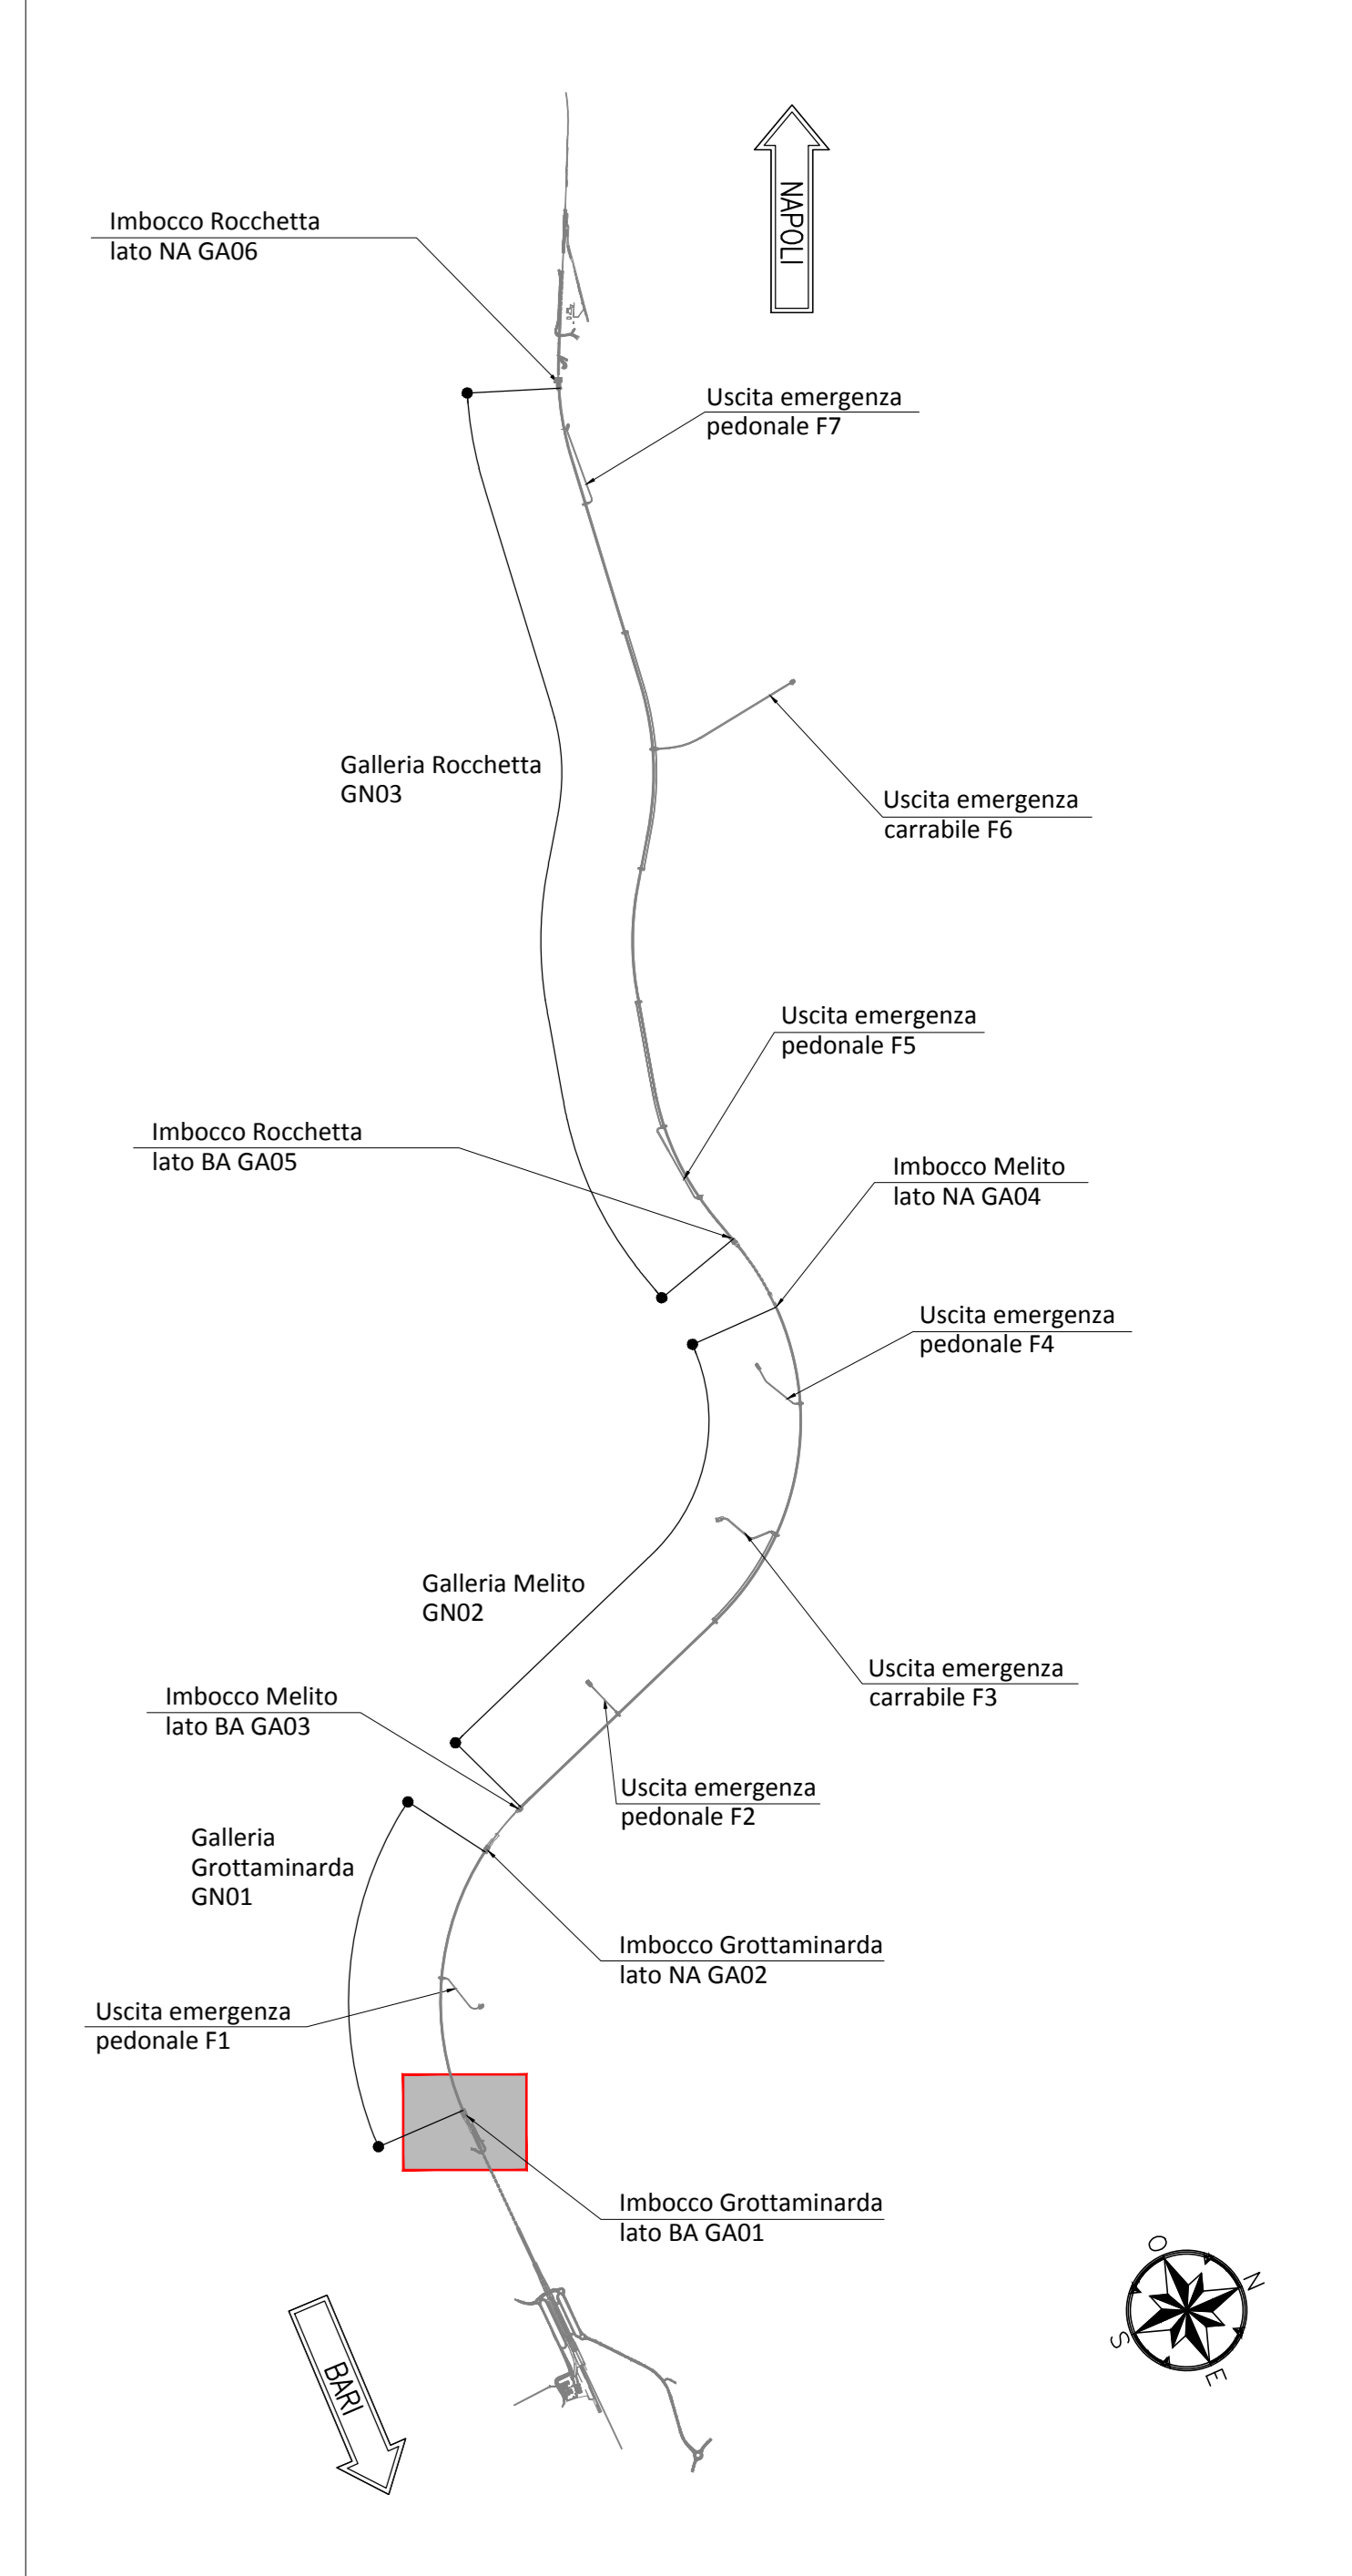 NAPOLI
Imbocco Rocchetta
lato NA GA06
Uscita emergenza
pedonale F7
Galleria Rocchetta
GN03
Uscita emergenza
carrabile F6
Uscita emergenza
pedonale F5
Imbocco Rocchetta
lato BA GA05
Imbocco Melito
lato NA GA04
Uscita emergenza
pedonale F4
Galleria Melito
GN02
Uscita emergenza
carrabile F3
Imbocco Melito
lato BA GA03
Uscita emergenza
pedonale F2
Galleria
Grottaminarda
GN01
Imbocco Grottaminarda
lato NA GA02
Uscita emergenza
pedonale F1
Imbocco Grottaminarda
lato BA GA01
BARI
O
N
S
E